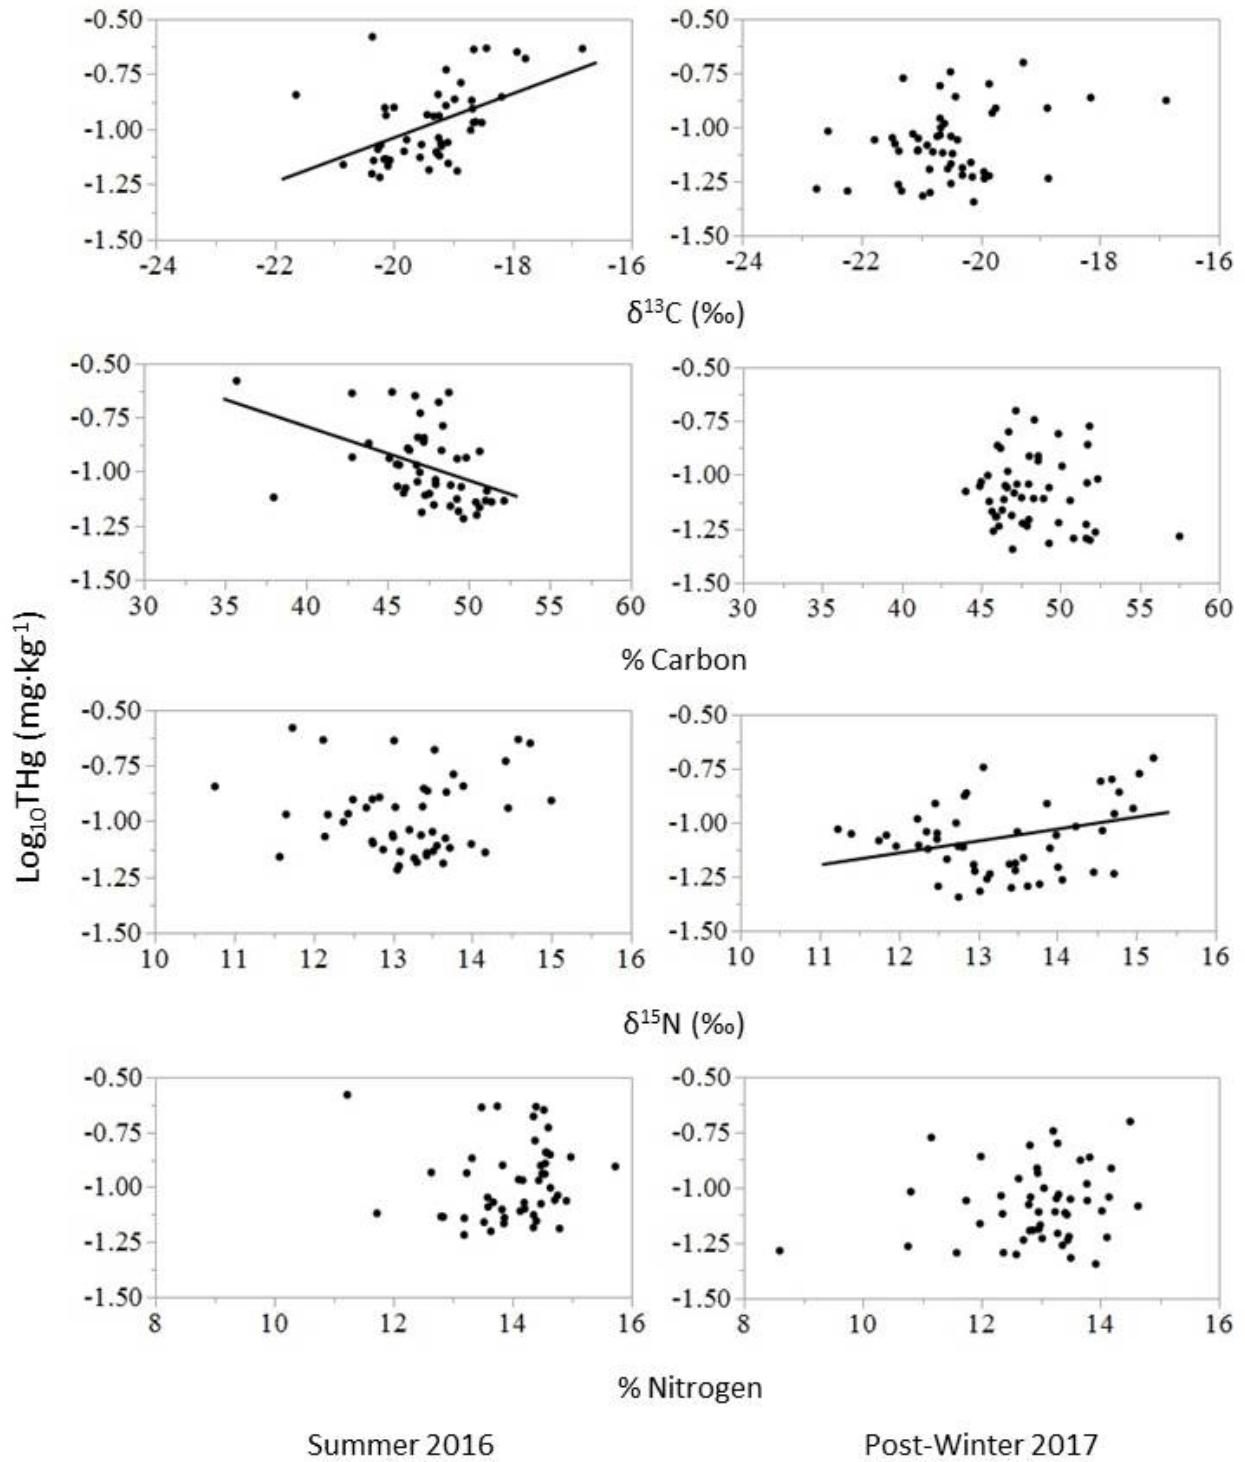 -0.50 -0.50
-0.75 -0.75
-1.00 -1.00
-1.25 -1.25
-1.50 -1.50
-24 -22 -20 -18 -16 -24 -22 -20 -18 -16
δ¹³C (‰)
-0.50 -0.50
-0.75 -0.75
-1.00 -1.00
-1.25 -1.25
-1.50 -1.50
30 35 40 45 50 55 60 30 35 40 45 50 55 60
% Carbon
Log₁₀THg (mg·kg⁻¹)
-0.50 -0.50
-0.75 -0.75
-1.00 -1.00
-1.25 -1.25
-1.50 -1.50
10 11 12 13 14 15 16 10 11 12 13 14 15 16
δ¹⁵N (‰)
-0.50 -0.50
-0.75 -0.75
-1.00 -1.00
-1.25 -1.25
-1.50 -1.50
8 10 12 14 16 8 10 12 14 16
% Nitrogen
Summer 2016 Post-Winter 2017